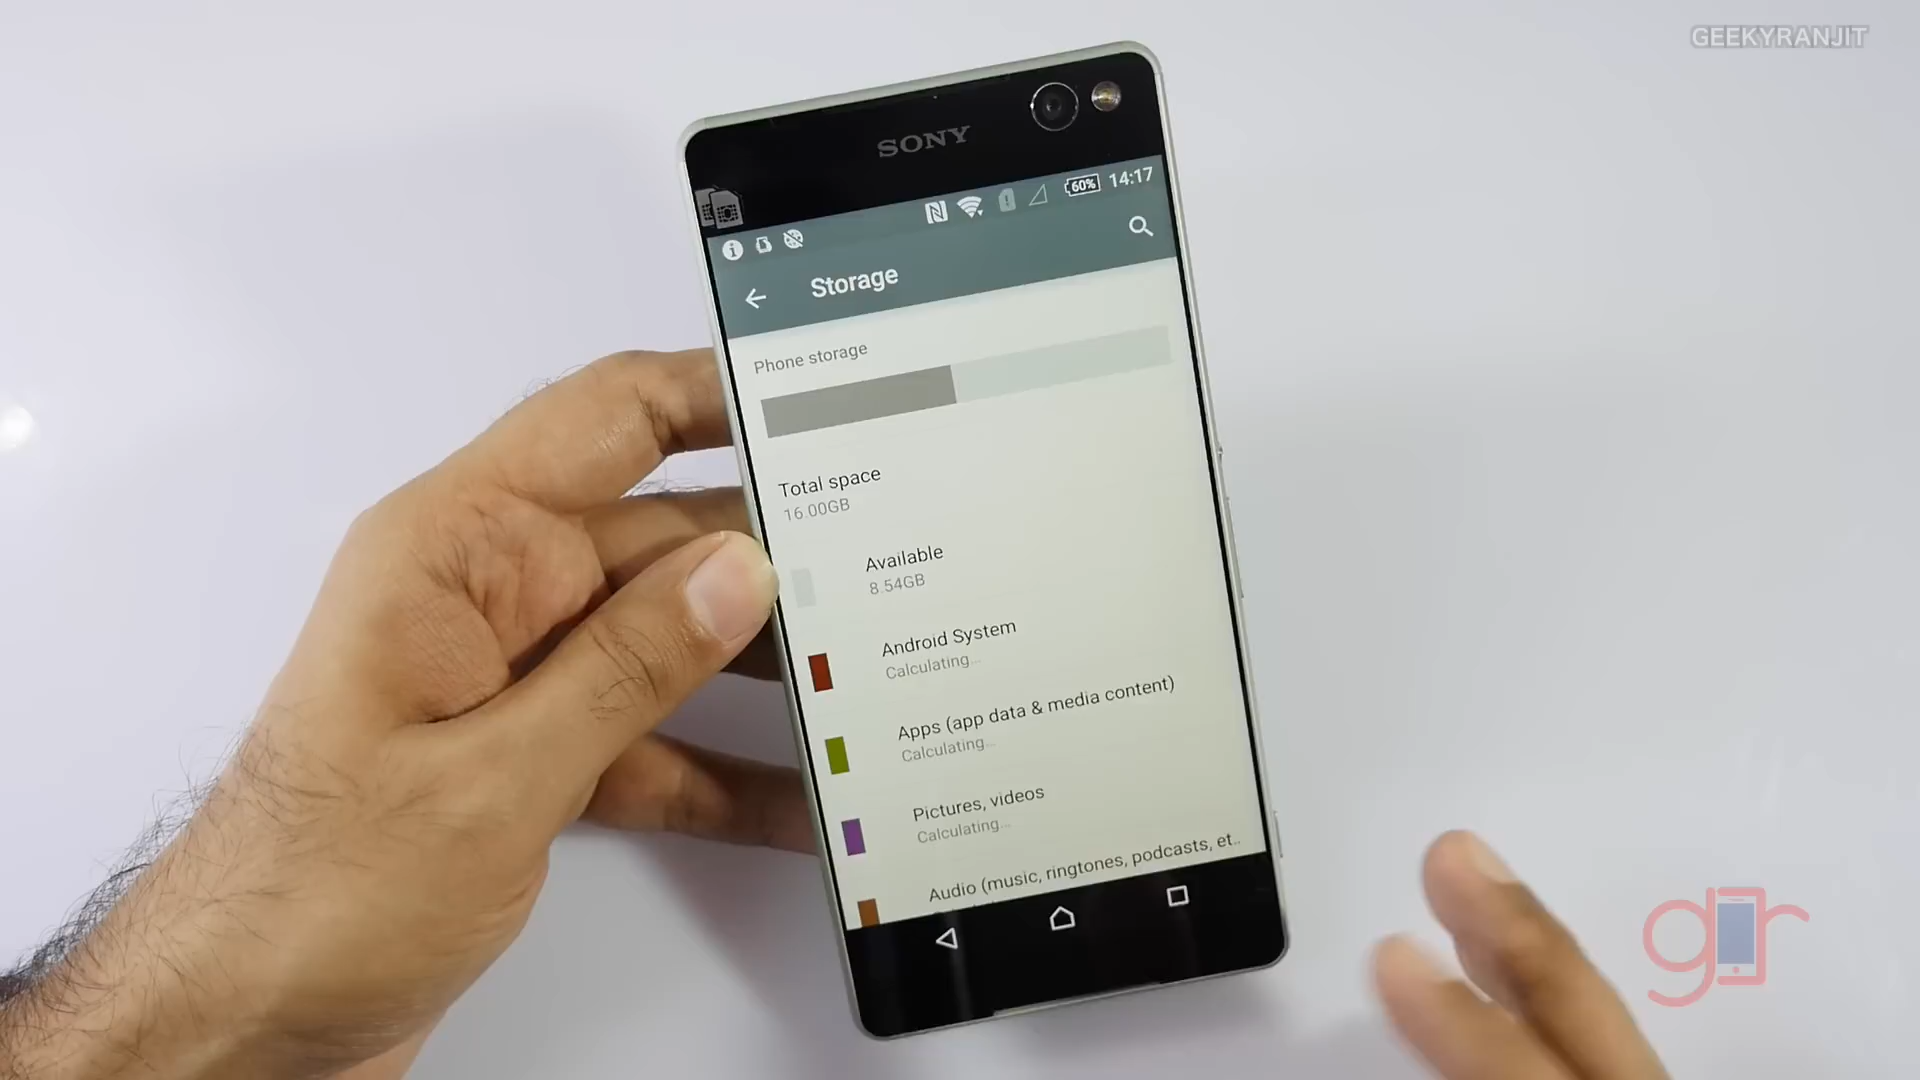 GEEKYRANJIT
SONY
60% 14:17
Storage
Phone storage
Total space
16.00GB
Available
8.54GB
Android System
Calculating...
Apps (app data & media content)
Calculating...
Pictures, videos
Calculating...
Audio (music, ringtones, podcasts, et..
gr